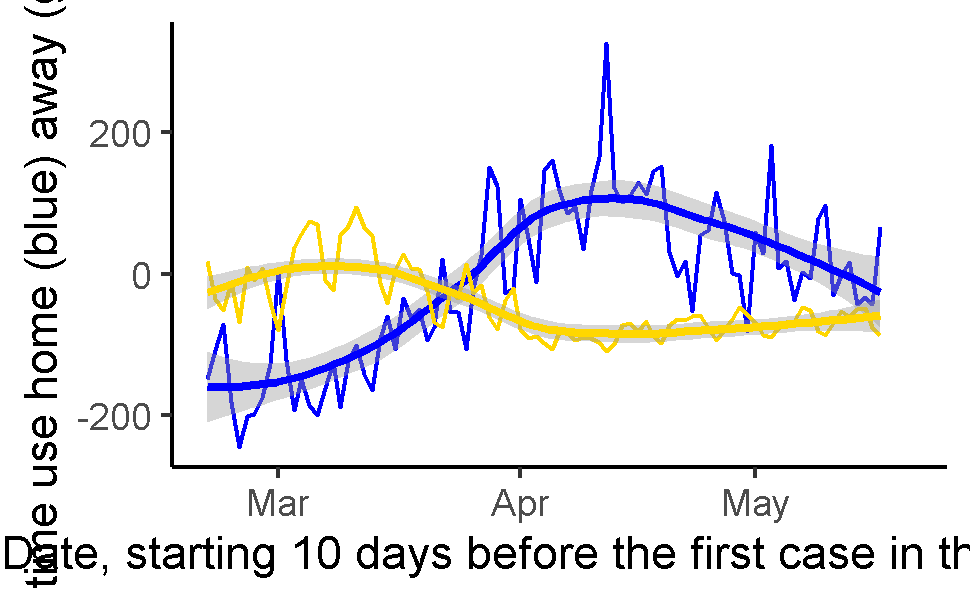 time use home (blue) away (
200
0
-200
Mar Apr May
Date, starting 10 days before the first case in th